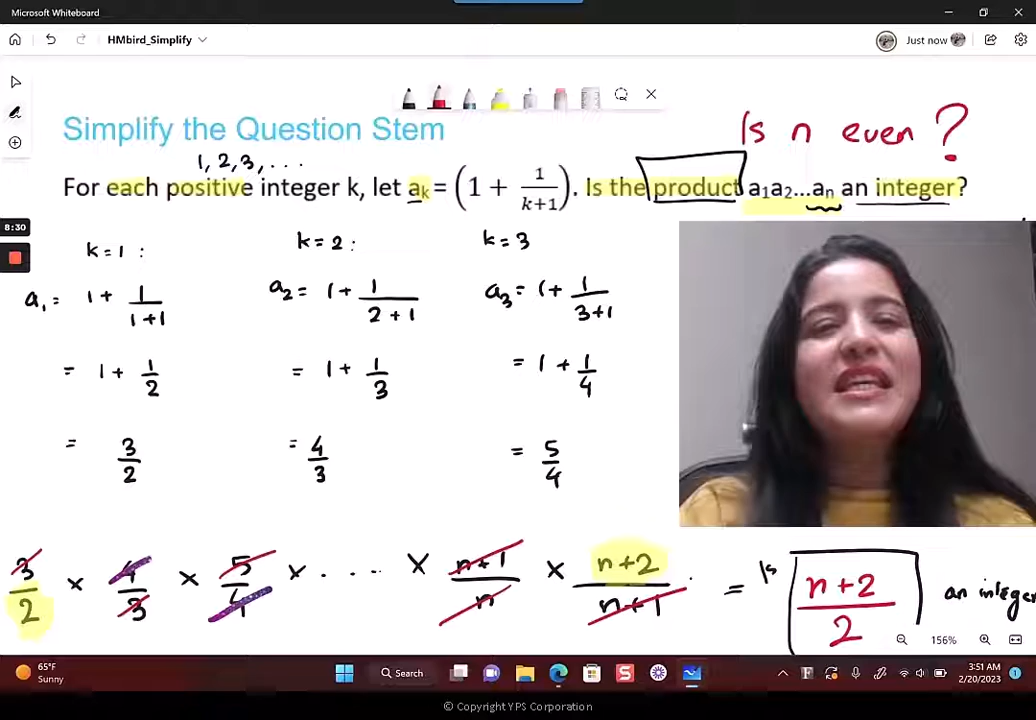 Microsoft Whiteboard
HMbird_Simplify
Just now
Is n even ?
Simplify the Question Stem
1, 2, 3, . . .
For each positive integer k, let aₖ = (1 + 1/(k+1)). Is the product a₁a₂...aₙ an integer?
8:30
k = 1 : k = 2 : k = 3
a₁ = 1 + 1/(1+1) a₂ = 1 + 1/(2+1) a₃ = 1 + 1/(3+1)
= 1 + 1/2 = 1 + 1/3 = 1 + 1/4
= 3/2 = 4/3 = 5/4
3/2 × 4/3 × 5/4 × . . . . × (n+1)/n × (n+2)/(n+1) = Is (n+2)/2 an integer
156%
65°F
Sunny
Search
3:51 AM
2/20/2023
© Copyright YPS Corporation